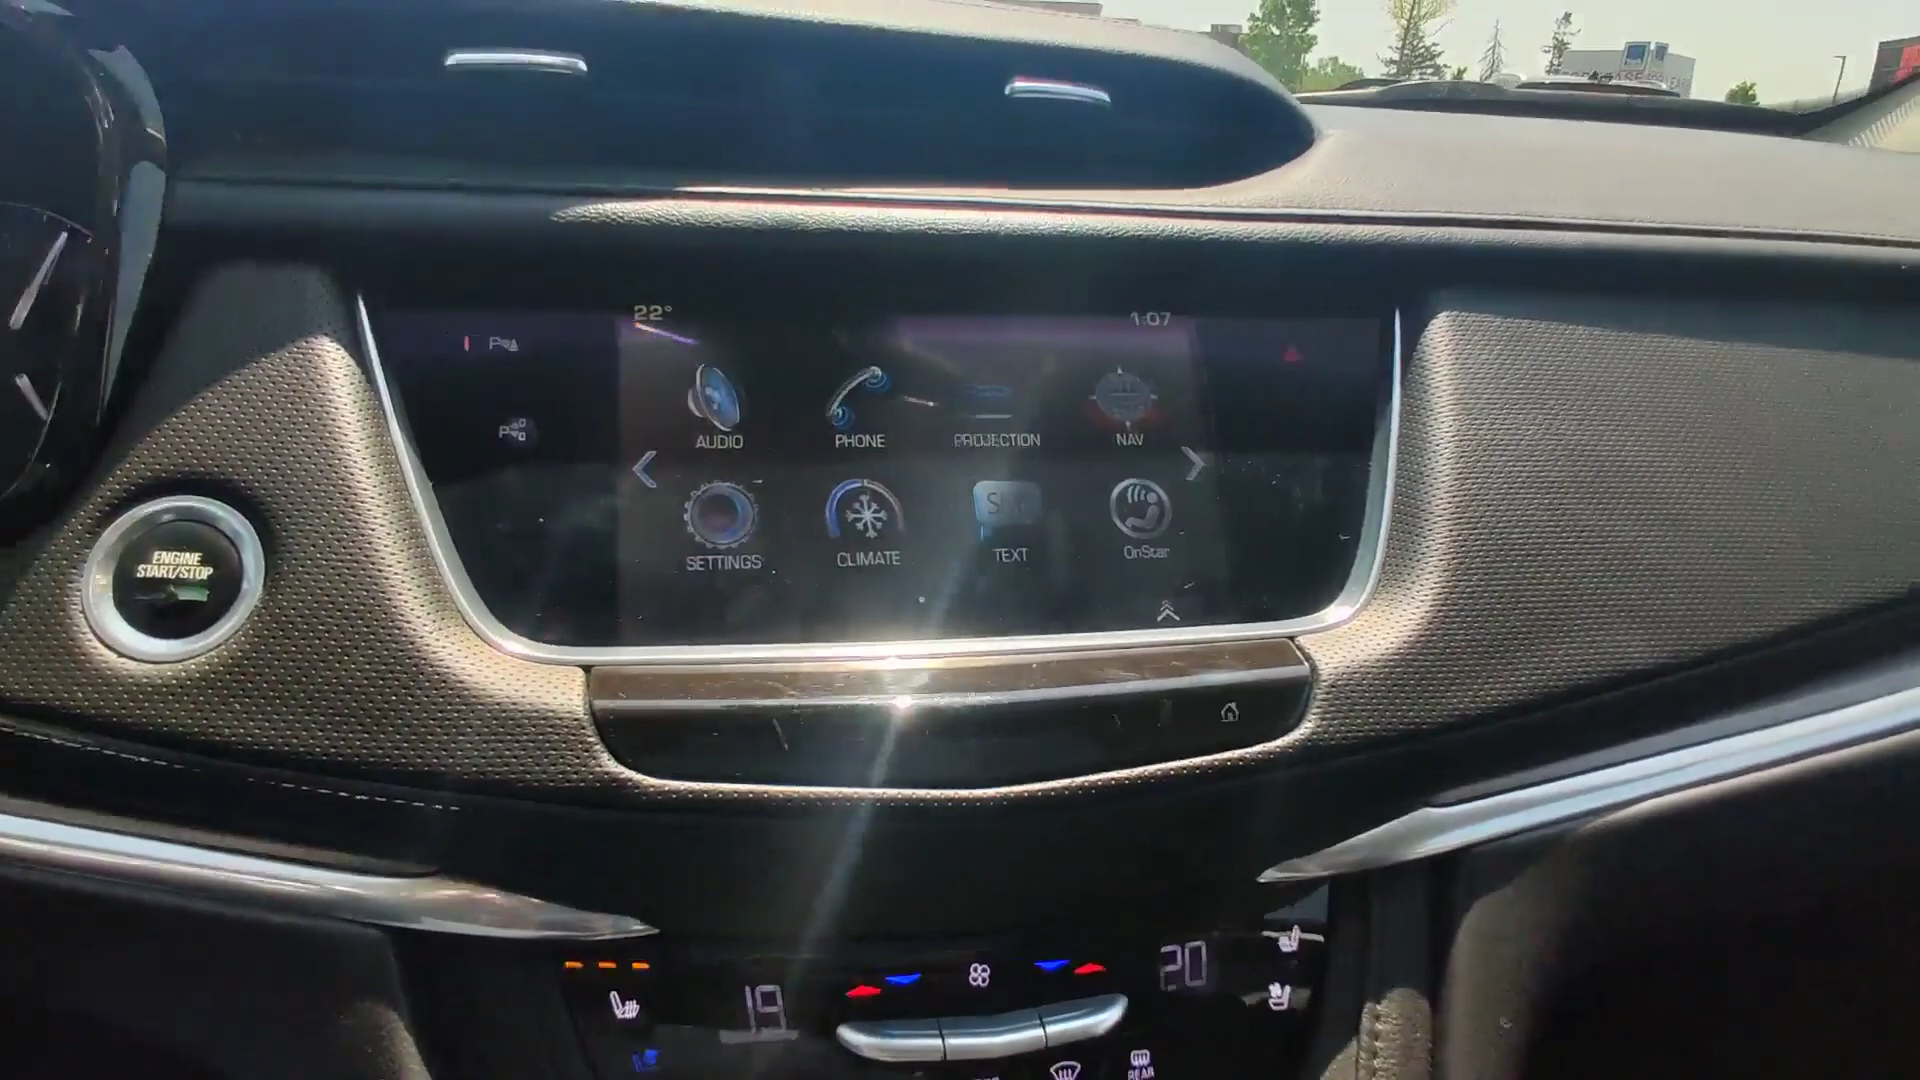 22°
1:07
AUDIO
PHONE
PROJECTION
NAV
SETTINGS
CLIMATE
TEXT
OnStar
ENGINE
START/STOP
19
20
REAR